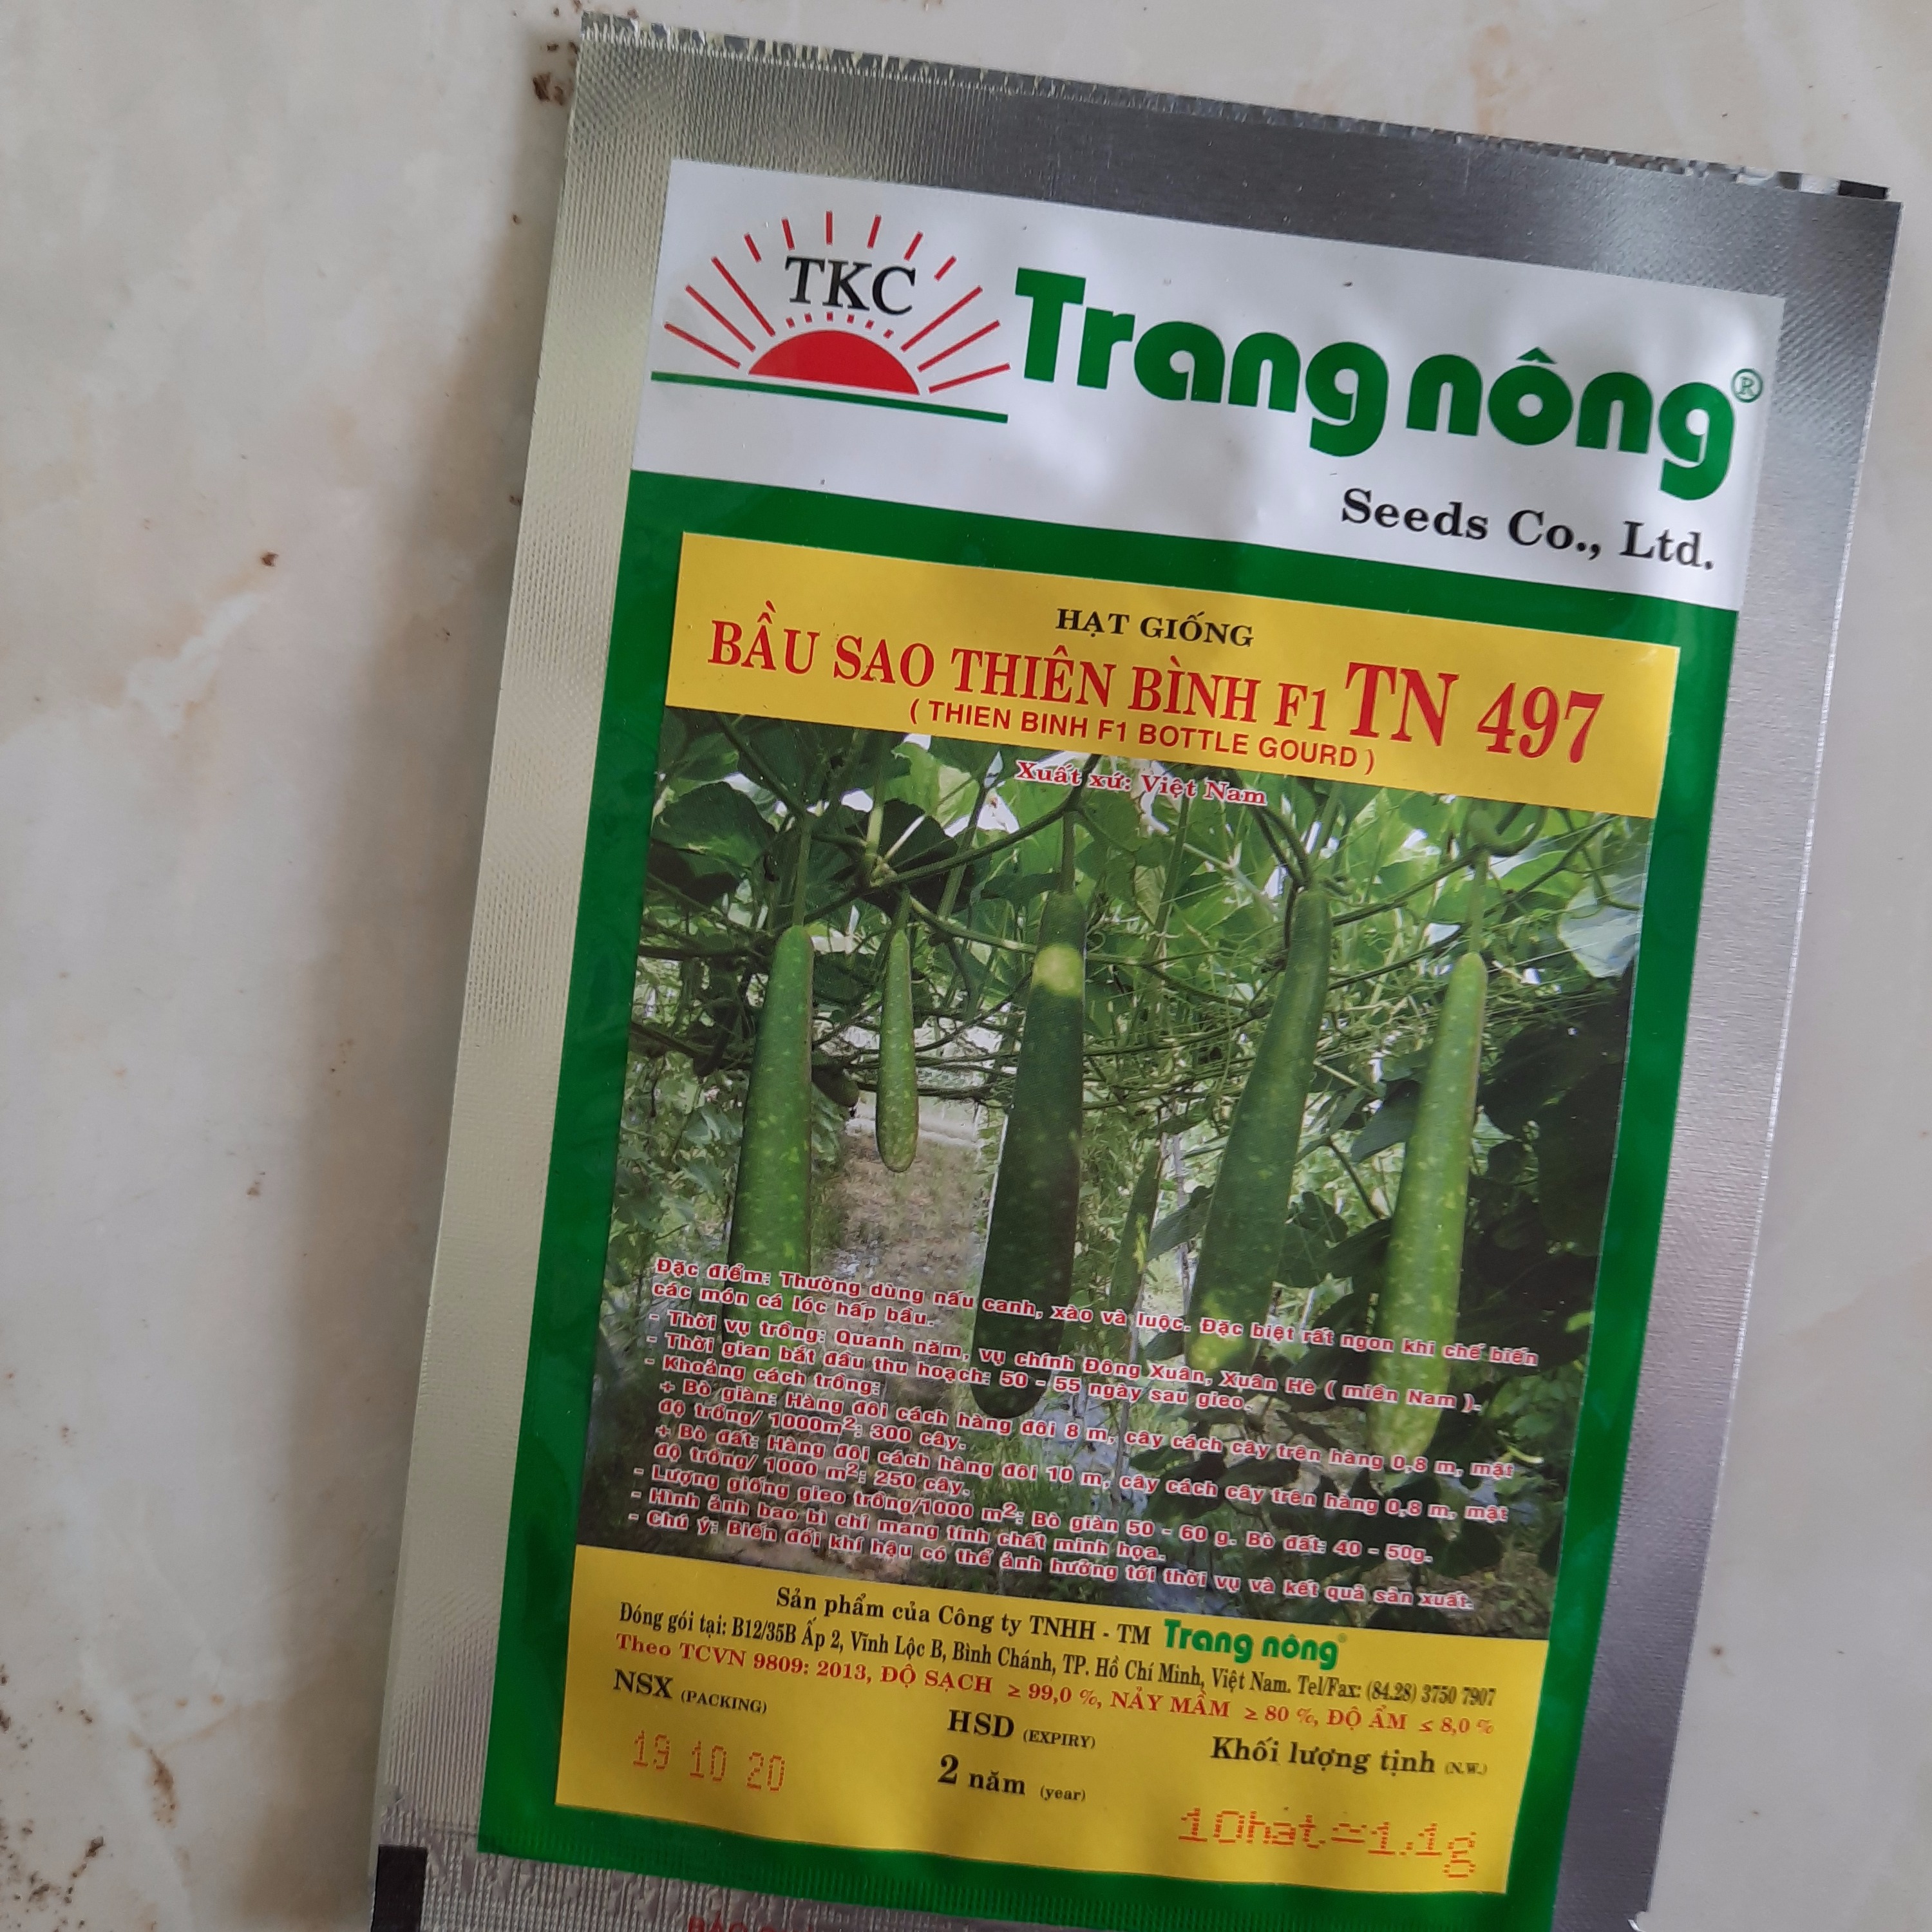 TKC
Trang nông®
Seeds Co., Ltd.
HẠT GIỐNG
BẦU SAO THIÊN BÌNH F1 TN 497
( THIEN BINH F1 BOTTLE GOURD )
Xuất xứ: Việt Nam
Đặc điểm: Thường dùng nấu canh, xào và luộc. Đặc biệt rất ngon khi chế biến
các món cá lóc hấp bầu.
- Thời vụ trồng: Quanh năm, vụ chính Đông Xuân, Xuân Hè ( miền Nam ).
- Thời gian bắt đầu thu hoạch: 50 - 55 ngày sau gieo.
- Khoảng cách trồng:
+ Bò giàn: Hàng đôi cách hàng đôi 8 m, cây cách cây trên hàng 0,8 m, mật
độ trồng/ 1000m²: 300 cây.
+ Bò đất: Hàng đôi cách hàng đôi 10 m, cây cách cây trên hàng 0,8 m, mật
độ trồng/ 1000 m²: 250 cây.
- Lượng giống gieo trồng/1000 m²: Bò giàn 50 - 60 g. Bò đất: 40 - 50g.
- Hình ảnh bao bì chỉ mang tính chất minh họa.
- Chú ý: Biến đổi khí hậu có thể ảnh hưởng tới thời vụ và kết quả sản xuất.
Sản phẩm của Công ty TNHH - TM Trang nông®
Đóng gói tại: B12/35B Ấp 2, Vĩnh Lộc B, Bình Chánh, TP. Hồ Chí Minh, Việt Nam. Tel/Fax: (84.28) 3750 7907
Theo TCVN 9809: 2013, ĐỘ SẠCH ≥ 99,0 %, NẢY MẦM ≥ 80 %, ĐỘ ẨM ≤ 8,0 %
NSX (PACKING) HSD (EXPIRY) Khối lượng tịnh (N.W.)
19 10 20 2 năm (year) 10hat≃1.1g